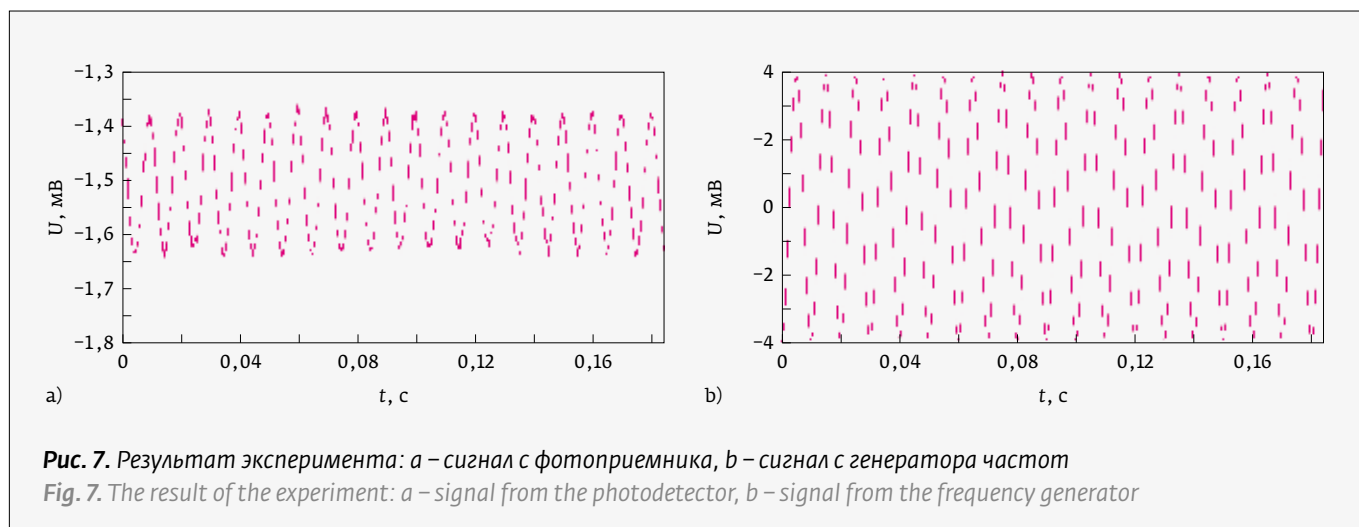 −1,3
−1,4
−1,5
−1,6
−1,7
−1,8
U, мВ
0
0,04
0,08
0,12
0,16
t, с
a)
4
−2
0
−2
−4
U, мВ
0
0,04
0,08
0,12
0,16
t, с
b)
Рис. 7. Результат эксперимента: a – сигнал с фотоприемника, b – сигнал с генератора частот
Fig. 7. The result of the experiment: a – signal from the photodetector, b – signal from the frequency generator